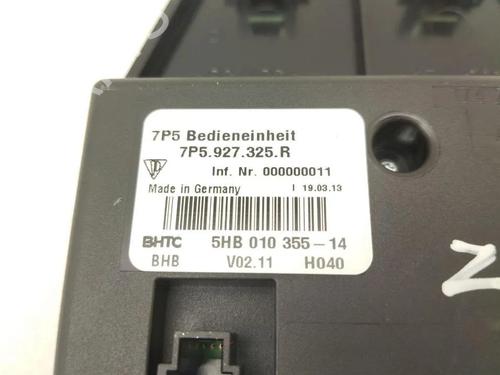 7P5 Bedieneinheit
7P5.927.325.R
Inf. Nr. 000000011
Made in Germany I 19.03.13
BHTC 5HB 010 355-14
BHB V02.11 H040